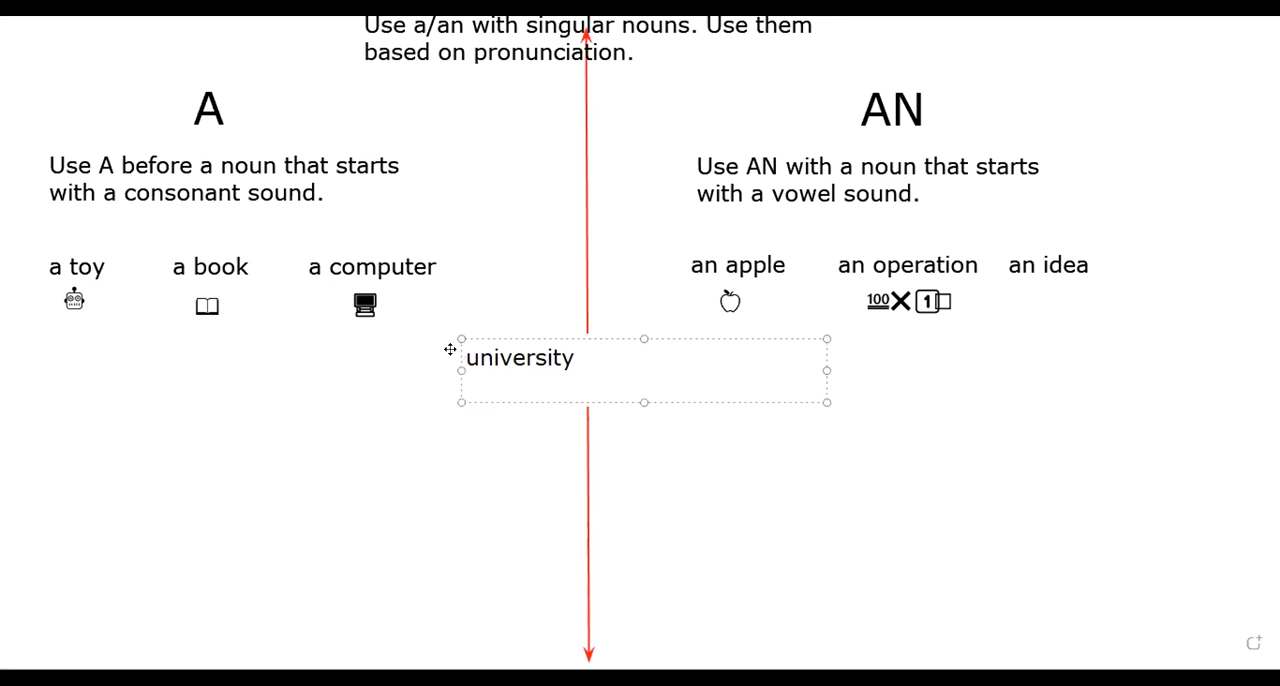 Use a/an with singular nouns. Use them
based on pronunciation.
A
AN
Use A before a noun that starts
with a consonant sound.
Use AN with a noun that starts
with a vowel sound.
a toy a book a computer
an apple an operation an idea
100 1
university